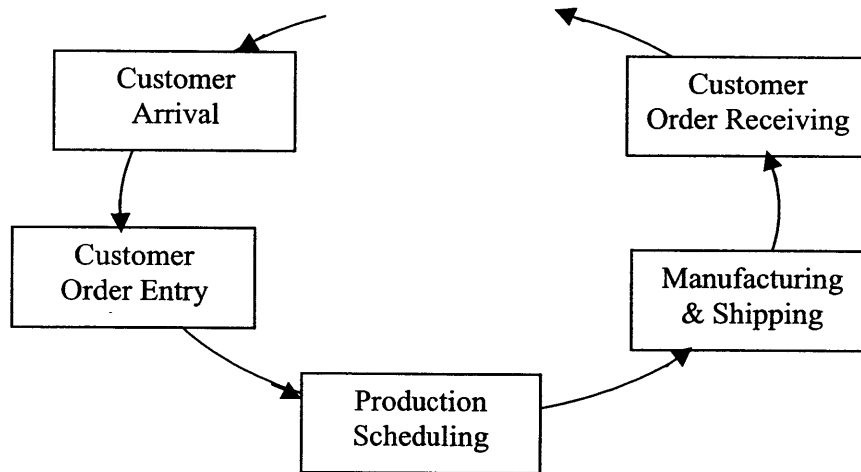 Customer
Arrival
Customer
Order Entry
Production
Scheduling
Manufacturing
& Shipping
Customer
Order Receiving